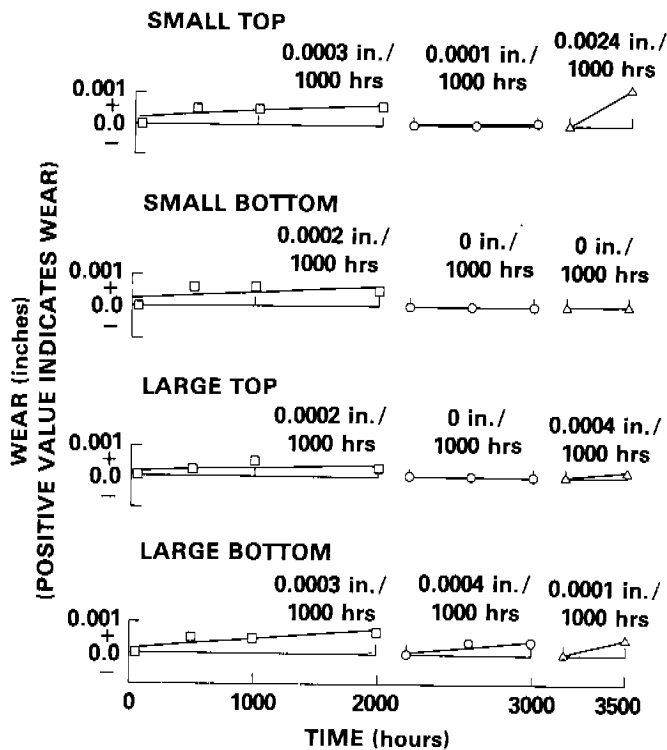 SMALL TOP
0.0003 in./
1000 hrs
0.0001 in./
1000 hrs
0.0024 in./
1000 hrs
0.001
+
0.0
−
SMALL BOTTOM
0.0002 in./
1000 hrs
0 in./
1000 hrs
0 in./
1000 hrs
0.001
+
0.0
−
LARGE TOP
0.0002 in./
1000 hrs
0 in./
1000 hrs
0.0004 in./
1000 hrs
0.001
+
0.0
−
LARGE BOTTOM
0.0003 in./
1000 hrs
0.0004 in./
1000 hrs
0.0001 in./
1000 hrs
0.001
+
0.0
−
0 1000 2000 3000 3500
TIME (hours)
WEAR (inches)
(POSITIVE VALUE INDICATES WEAR)